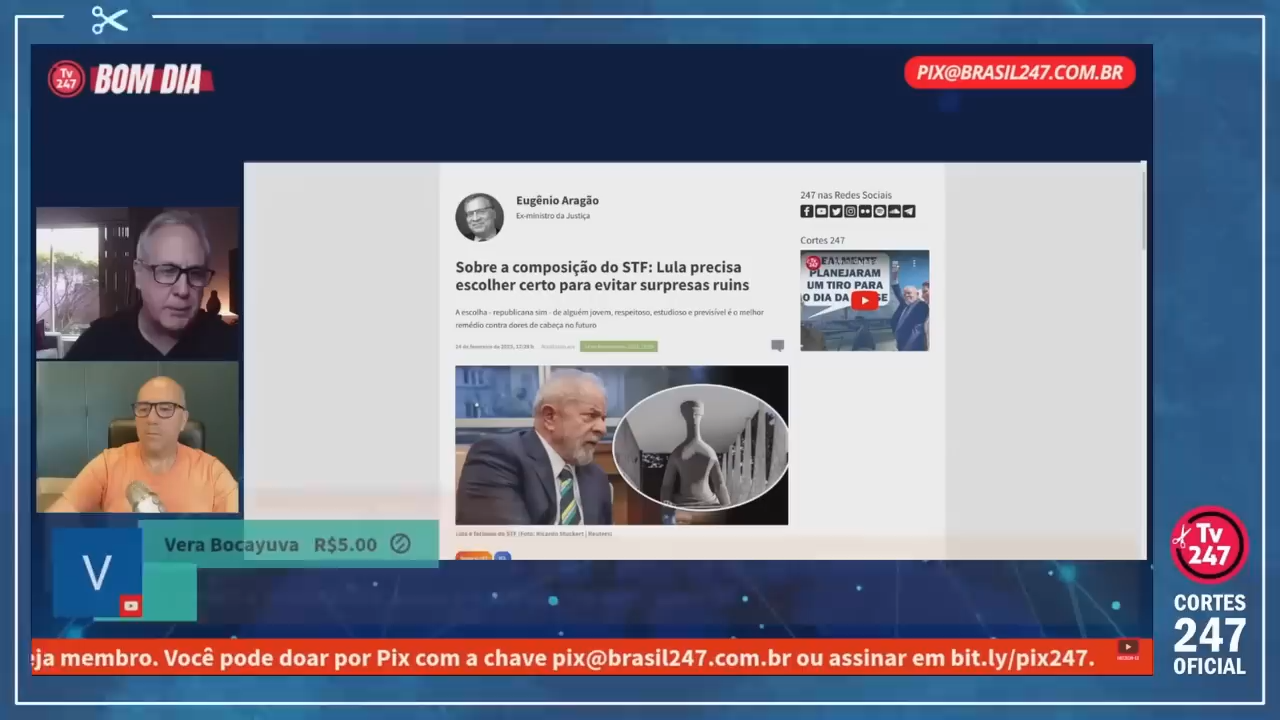 Tv 247 BOM DIA
PIX@BRASIL247.COM.BR
Eugênio Aragão
Ex-ministro da Justiça
Sobre a composição do STF: Lula precisa
escolher certo para evitar surpresas ruins
A escolha - republicana sim - de alguém jovem, respeitoso, estudioso e previsível é o melhor
remédio contra dores de cabeça no futuro
247 nas Redes Sociais
Cortes 247
EALMENTE
PLANEJARAM
UM TIRO PARA
O DIA DA
SE
Vera Bocayuva R$5.00
V
eja membro. Você pode doar por Pix com a chave pix@brasil247.com.br ou assinar em bit.ly/pix247.
Tv
247
CORTES
247
OFICIAL